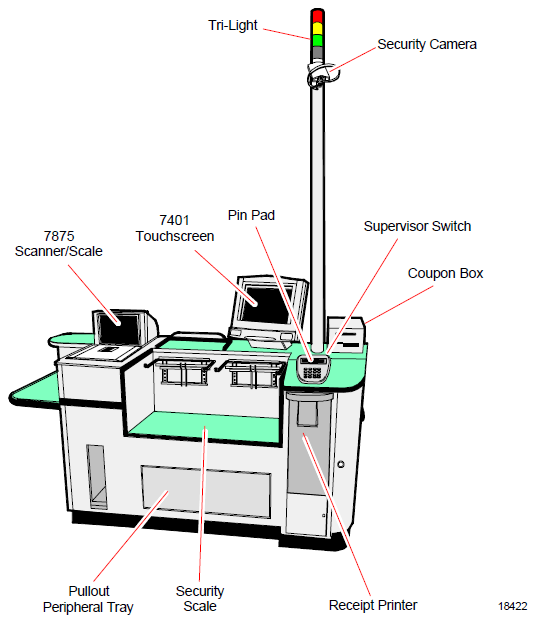 Tri-Light
Security Camera
Pin Pad
7401
Touchscreen
Supervisor Switch
7875
Scanner/Scale
Coupon Box
Pullout
Peripheral Tray
Security
Scale
Receipt Printer
18422